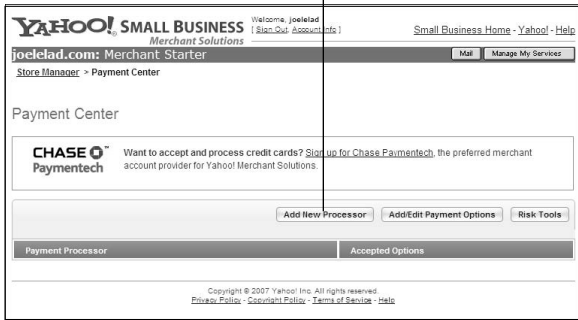 YAHOO! SMALL BUSINESS
Merchant Solutions
Welcome, joelelad
[Sign Out, Account Info]
Small Business Home - Yahoo! - Help
joelelad.com: Merchant Starter
Mail Manage My Services
Store Manager > Payment Center
Payment Center
CHASE
Paymentech
Want to accept and process credit cards? Sign up for Chase Paymentech, the preferred merchant
account provider for Yahoo! Merchant Solutions.
Add New Processor Add/Edit Payment Options Risk Tools
Payment Processor Accepted Options
Copyright © 2007 Yahoo! Inc. All rights reserved.
Privacy Policy - Copyright Policy - Terms of Service - Help